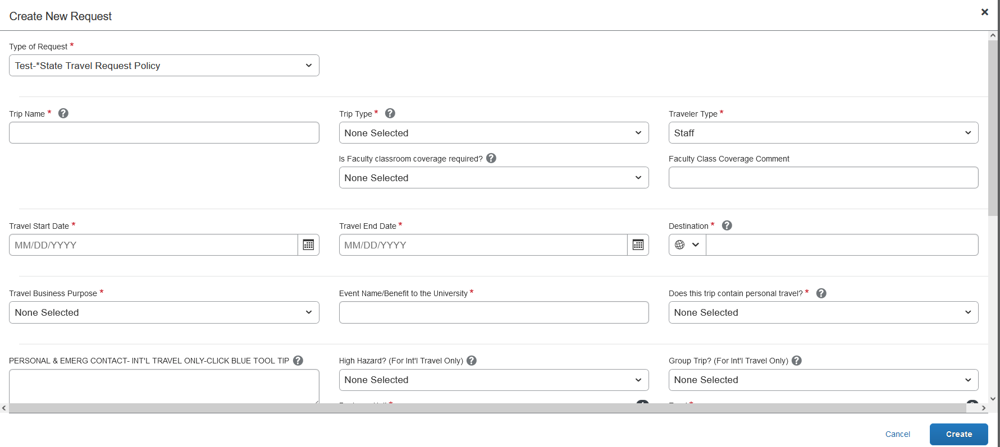 Create New Request
Type of Request *
Test-*State Travel Request Policy
Trip Name *
Trip Type *
Traveler Type *
None Selected
Staff
Is Faculty classroom coverage required?
Faculty Class Coverage Comment
None Selected
Travel Start Date *
Travel End Date *
Destination *
MM/DD/YYYY
MM/DD/YYYY
Travel Business Purpose *
Event Name/Benefit to the University *
Does this trip contain personal travel? *
None Selected
None Selected
PERSONAL & EMERG CONTACT- INT'L TRAVEL ONLY-CLICK BLUE TOOL TIP
High Hazard? (For Int'l Travel Only)
Group Trip? (For Int'l Travel Only)
None Selected
None Selected
Cancel
Create